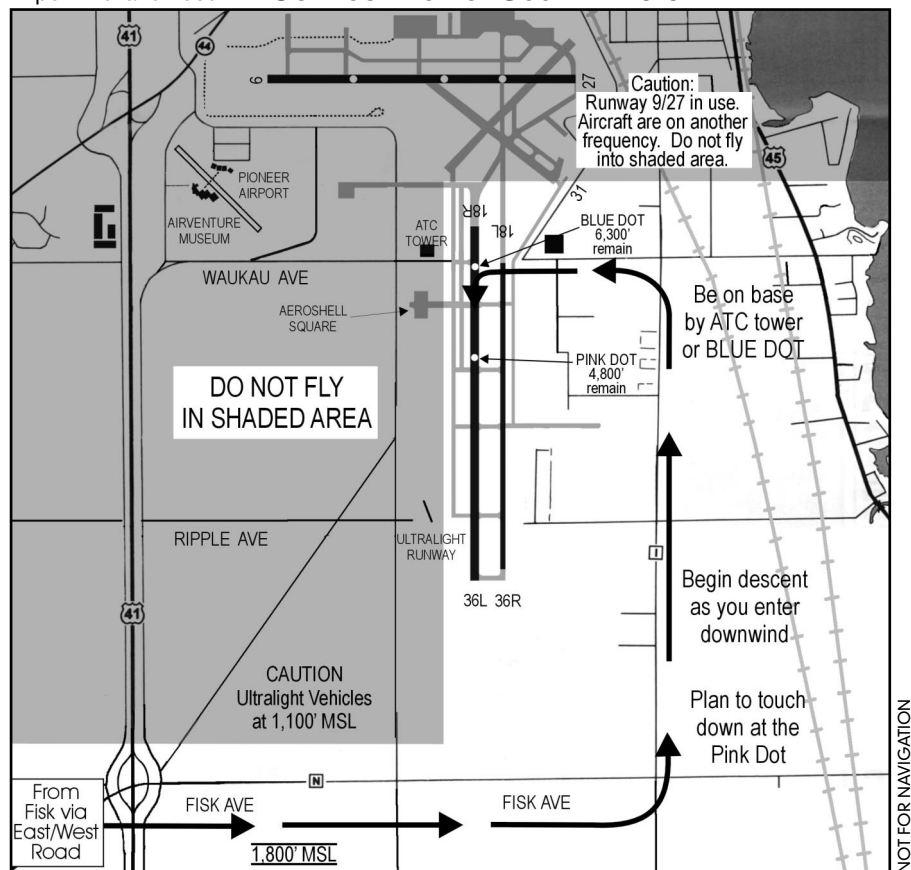 41
44
9
27
Caution:
Runway 9/27 in use.
Aircraft are on another
frequency. Do not fly
into shaded area.
45
PIONEER
AIRPORT
AIRVENTURE
MUSEUM
31
18R
18L
ATC
TOWER
BLUE DOT
6,300'
remain
WAUKAU AVE
AEROSHELL
SQUARE
Be on base
by ATC tower
or BLUE DOT
PINK DOT
4,800'
remain
DO NOT FLY
IN SHADED AREA
RIPPLE AVE
ULTRALIGHT
RUNWAY
I
36L 36R
41
Begin descent
as you enter
downwind
CAUTION
Ultralight Vehicles
at 1,100' MSL
Plan to touch
down at the
Pink Dot
N
From
Fisk via
East/West
Road
FISK AVE
FISK AVE
1,800' MSL
NOT FOR NAVIGATION